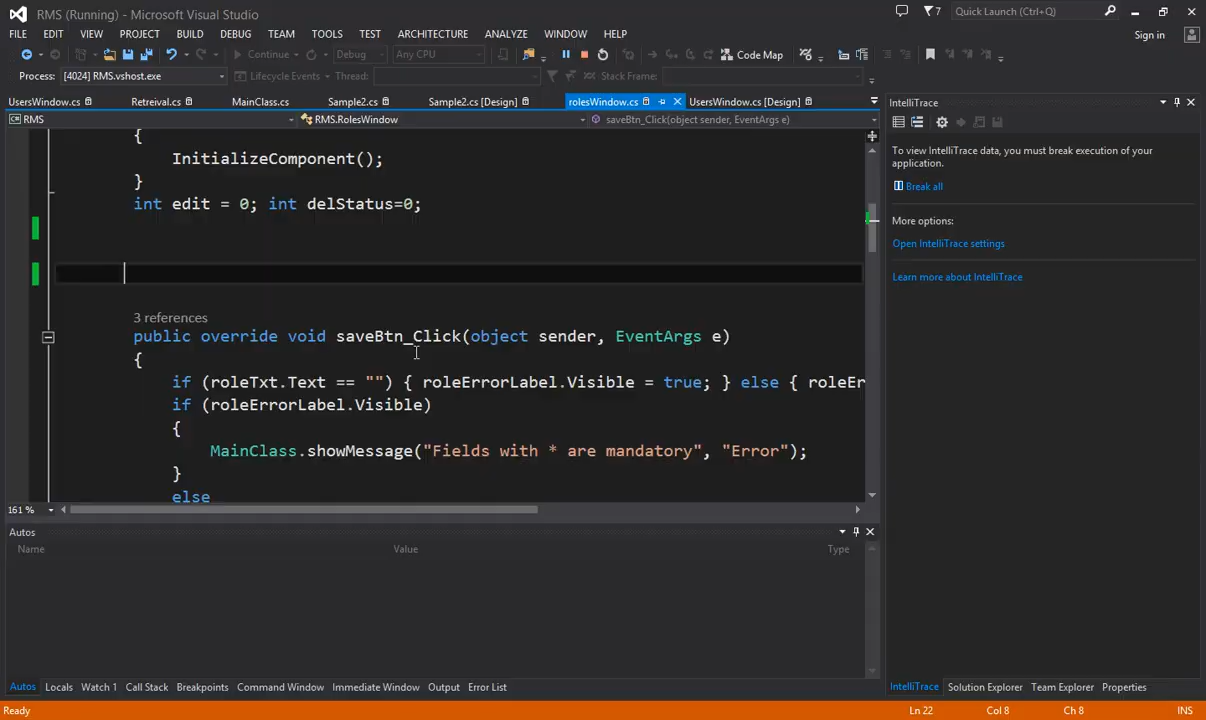 RMS (Running) - Microsoft Visual Studio
7
Quick Launch (Ctrl+Q)
FILE EDIT VIEW PROJECT BUILD DEBUG TEAM TOOLS TEST ARCHITECTURE ANALYZE WINDOW HELP
Sign in
Continue Debug Any CPU Code Map
Process: [4024] RMS.vshost.exe Lifecycle Events Thread: Stack Frame:
UsersWindow.cs Retreival.cs MainClass.cs Sample2.cs Sample2.cs [Design] rolesWindow.cs UsersWindow.cs [Design]
IntelliTrace
RMS RMS.RolesWindow saveBtn_Click(object sender, EventArgs e)
{
InitializeComponent();
}
int edit = 0; int delStatus=0;
3 references
public override void saveBtn_Click(object sender, EventArgs e)
{
if (roleTxt.Text == "") { roleErrorLabel.Visible = true; } else { roleEr
if (roleErrorLabel.Visible)
{
MainClass.showMessage("Fields with * are mandatory", "Error");
}
else
161 %
To view IntelliTrace data, you must break execution of your
application.
Break all
More options:
Open IntelliTrace settings
Learn more about IntelliTrace
Autos
Name Value Type
Autos Locals Watch 1 Call Stack Breakpoints Command Window Immediate Window Output Error List
IntelliTrace Solution Explorer Team Explorer Properties
Ready Ln 22 Col 8 Ch 8 INS